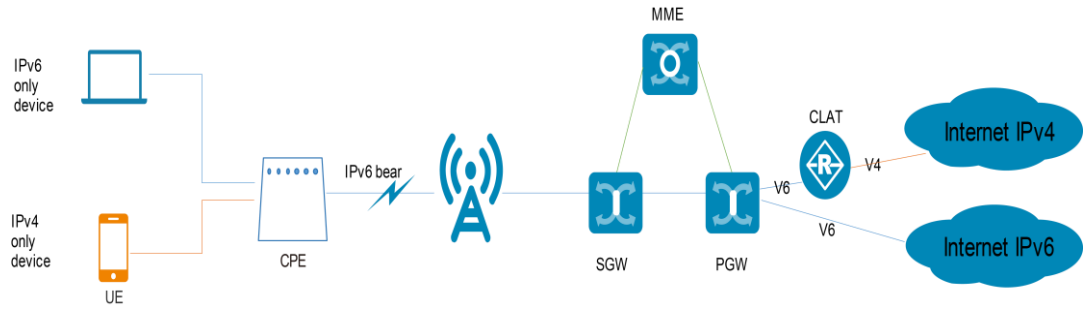 MME
IPv6
only
device
CLAT
Internet IPv4
IPv6 bear
V4
V6
IPv4
only
device
V6
Internet IPv6
CPE
SGW
PGW
UE